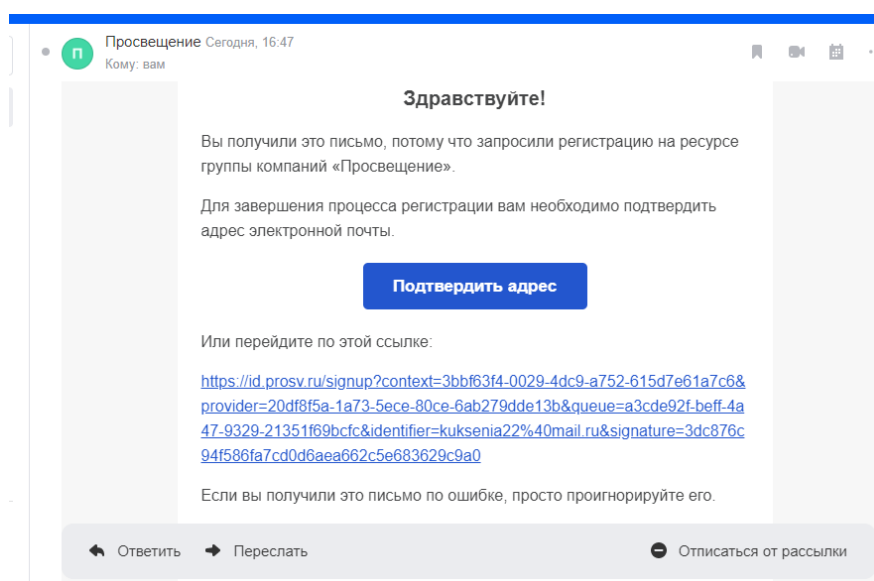 Просвещение Сегодня, 16:47
П
Кому: вам
Здравствуйте!
Вы получили это письмо, потому что запросили регистрацию на ресурсе
группы компаний «Просвещение».
Для завершения процесса регистрации вам необходимо подтвердить
адрес электронной почты.
Подтвердить адрес
Или перейдите по этой ссылке:
https://id.prosv.ru/signup?context=3bbf63f4-0029-4dc9-a752-615d7e61a7c6&
provider=20df8f5a-1a73-5ece-80ce-6ab279dde13b&queue=a3cde92f-beff-4a
47-9329-21351f69bcfc&identifier=kuksenia22%40mail.ru&signature=3dc876c
94f586fa7cd0d6aea662c5e683629c9a0
Если вы получили это письмо по ошибке, просто проигнорируйте его.
Ответить Переслать Отписаться от рассылки